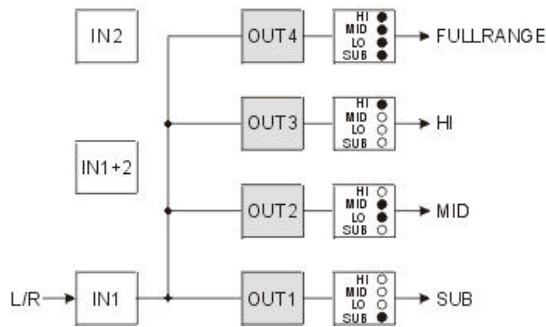 IN2
OUT4
HI
MID
LO
SUB
FULLRANGE
IN1+2
OUT3
HI
MID
LO
SUB
HI
OUT2
HI
MID
LO
SUB
MID
L/R
IN1
OUT1
HI
MID
LO
SUB
SUB